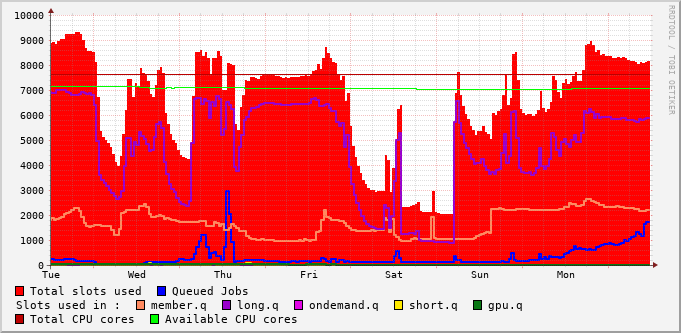 10000
9000
8000
7000
6000
5000
4000
3000
2000
1000
0
Tue Wed Thu Fri Sat Sun Mon
Total slots used Queued Jobs
Slots used in : member.q long.q ondemand.q short.q gpu.q
Total CPU cores Available CPU cores
RRDTOOL / TOBI OETIKER